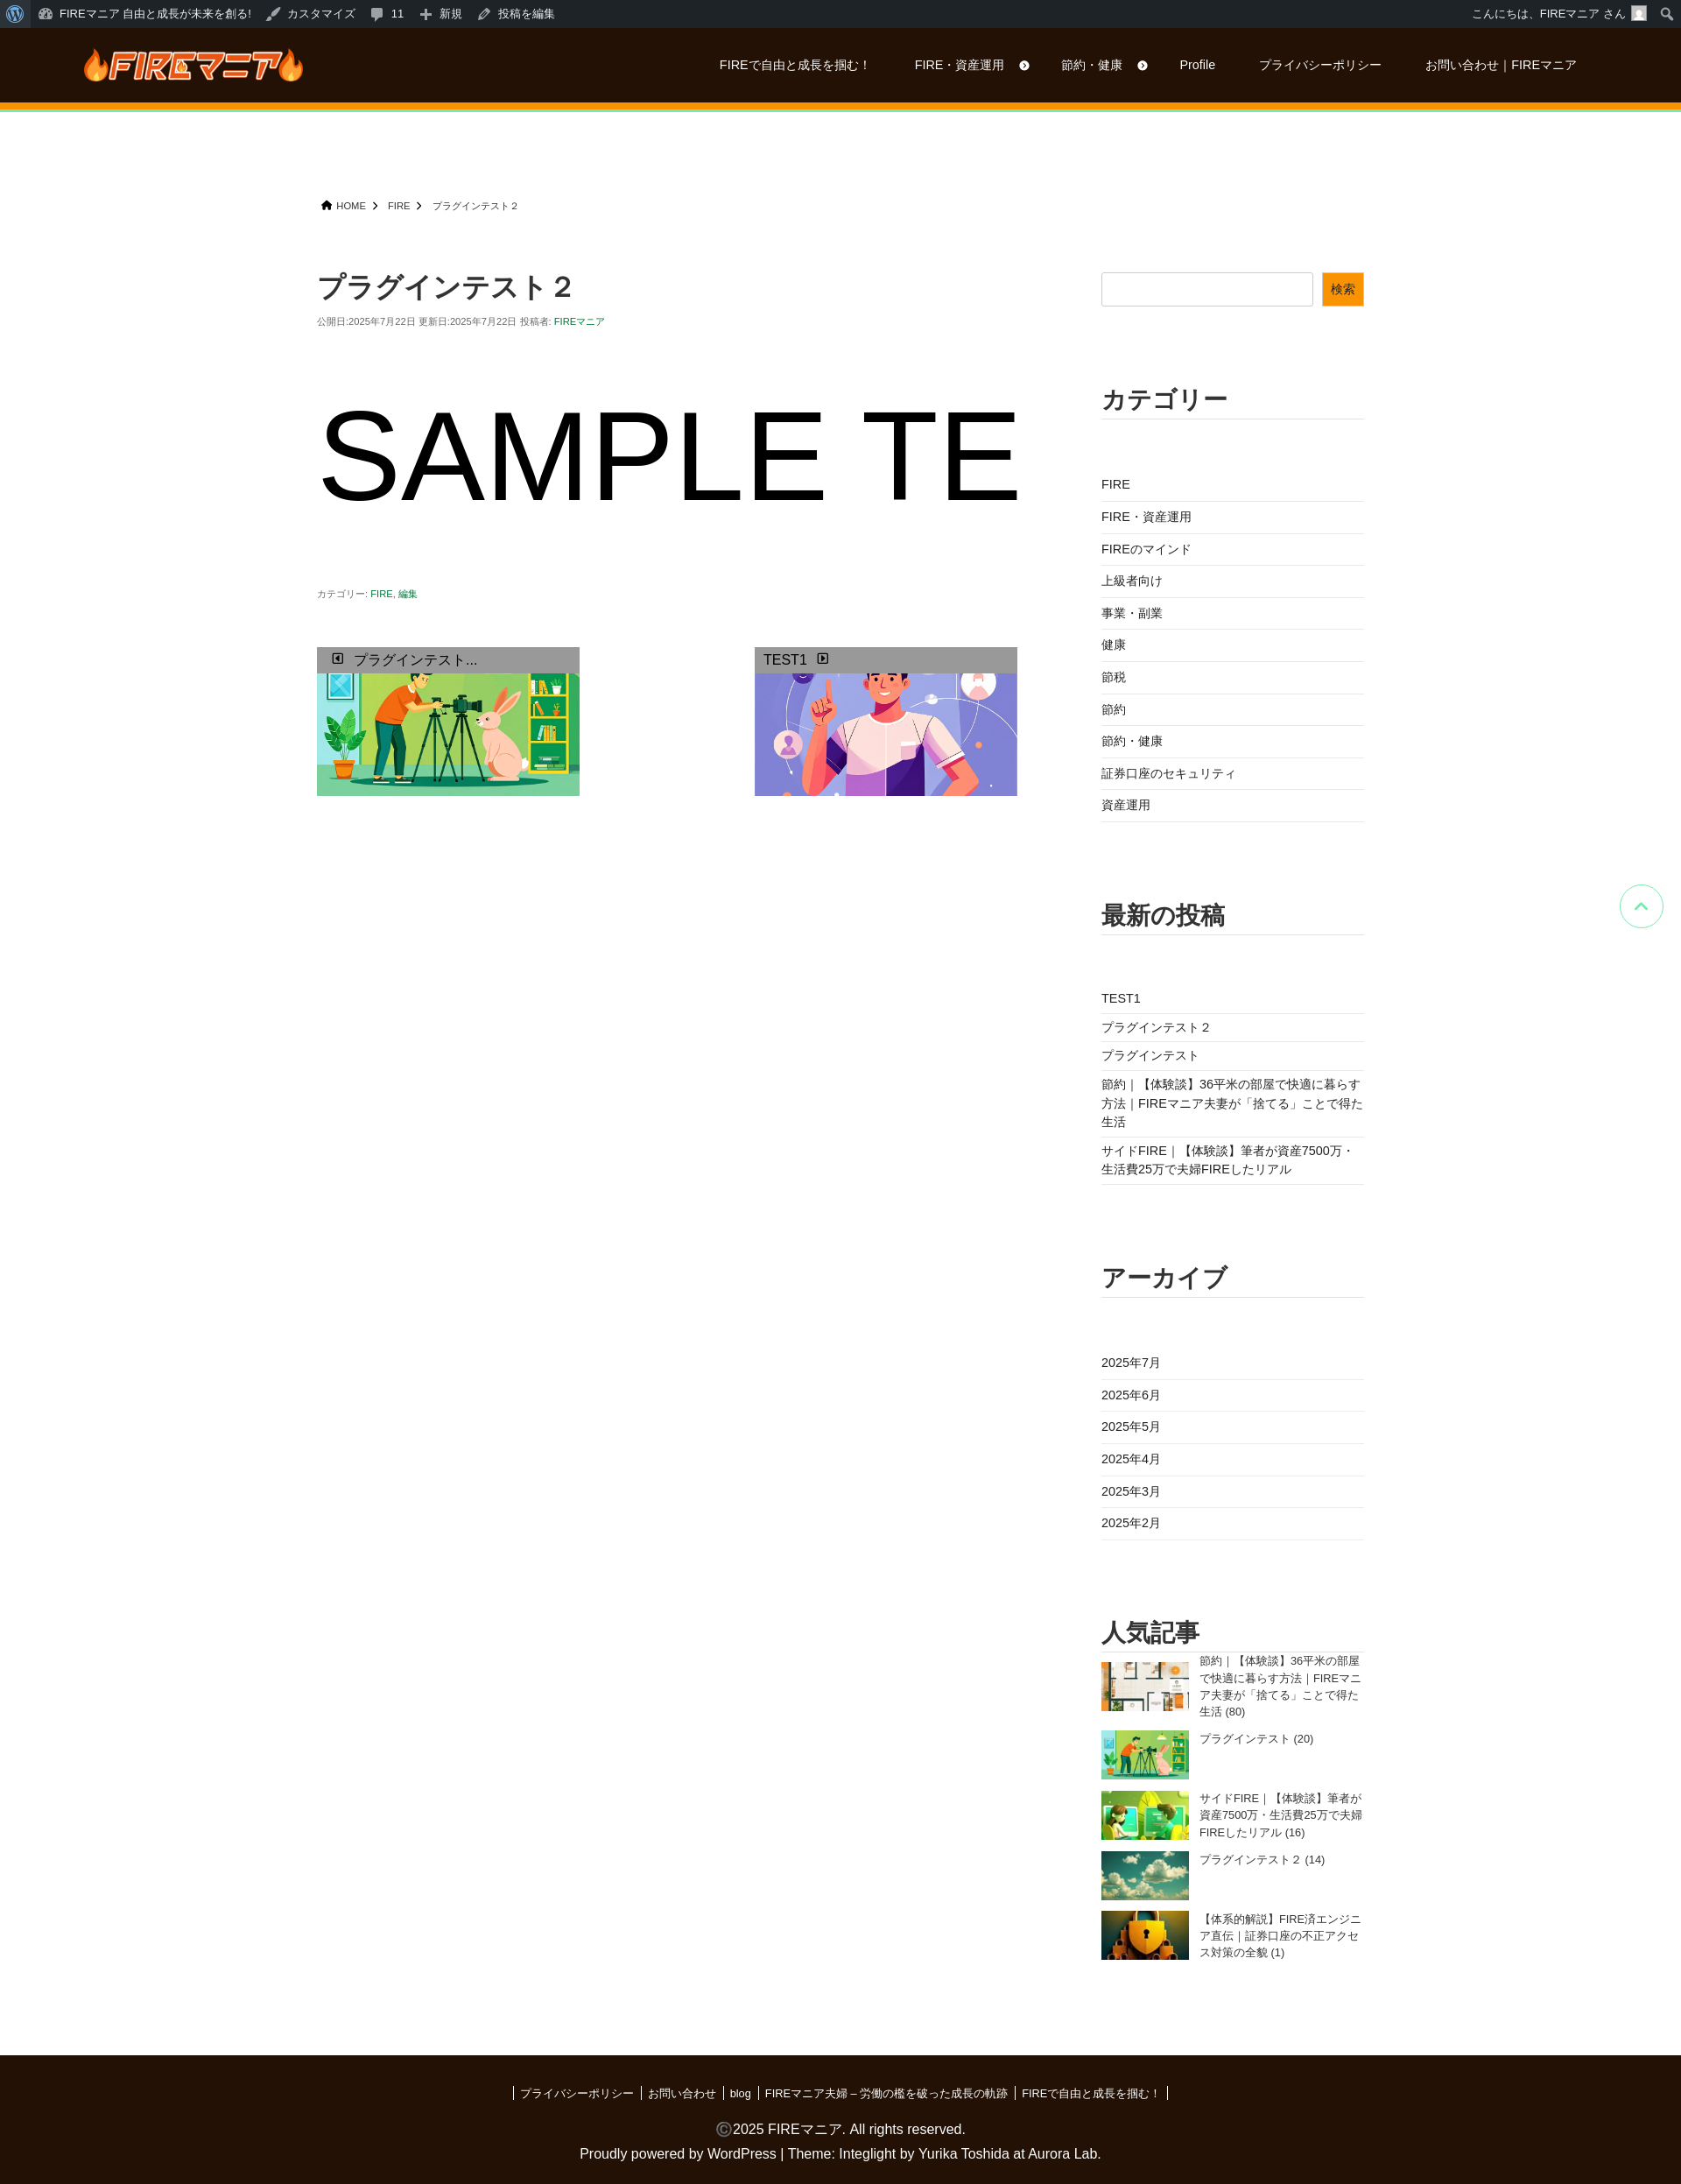 FIREマニア 自由と成長が未来を創る!
カスタマイズ
11
新規
投稿を編集
こんにちは、FIREマニア さん
FIREマニア
FIREで自由と成長を掴む！
FIRE・資産運用
節約・健康
Profile
プライバシーポリシー
お問い合わせ｜FIREマニア
HOME
FIRE
プラグインテスト２
プラグインテスト２
公開日:2025年7月22日 更新日:2025年7月22日 投稿者: FIREマニア
SAMPLE TE
カテゴリー: FIRE, 編集
プラグインテスト...
TEST1
検索
カテゴリー
FIRE
FIRE・資産運用
FIREのマインド
上級者向け
事業・副業
健康
節税
節約
節約・健康
証券口座のセキュリティ
資産運用
最新の投稿
TEST1
プラグインテスト２
プラグインテスト
節約｜【体験談】36平米の部屋で快適に暮らす
方法｜FIREマニア夫妻が「捨てる」ことで得た
生活
サイドFIRE｜【体験談】筆者が資産7500万・
生活費25万で夫婦FIREしたリアル
アーカイブ
2025年7月
2025年6月
2025年5月
2025年4月
2025年3月
2025年2月
人気記事
節約｜【体験談】36平米の部屋
で快適に暮らす方法｜FIREマニ
ア夫妻が「捨てる」ことで得た
生活 (80)
プラグインテスト (20)
サイドFIRE｜【体験談】筆者が
資産7500万・生活費25万で夫婦
FIREしたリアル (16)
プラグインテスト２ (14)
【体系的解説】FIRE済エンジニ
ア直伝｜証券口座の不正アクセ
ス対策の全貌 (1)
プライバシーポリシー
お問い合わせ
blog
FIREマニア夫婦 – 労働の檻を破った成長の軌跡
FIREで自由と成長を掴む！
©2025 FIREマニア. All rights reserved.
Proudly powered by WordPress | Theme: Integlight by Yurika Toshida at Aurora Lab.